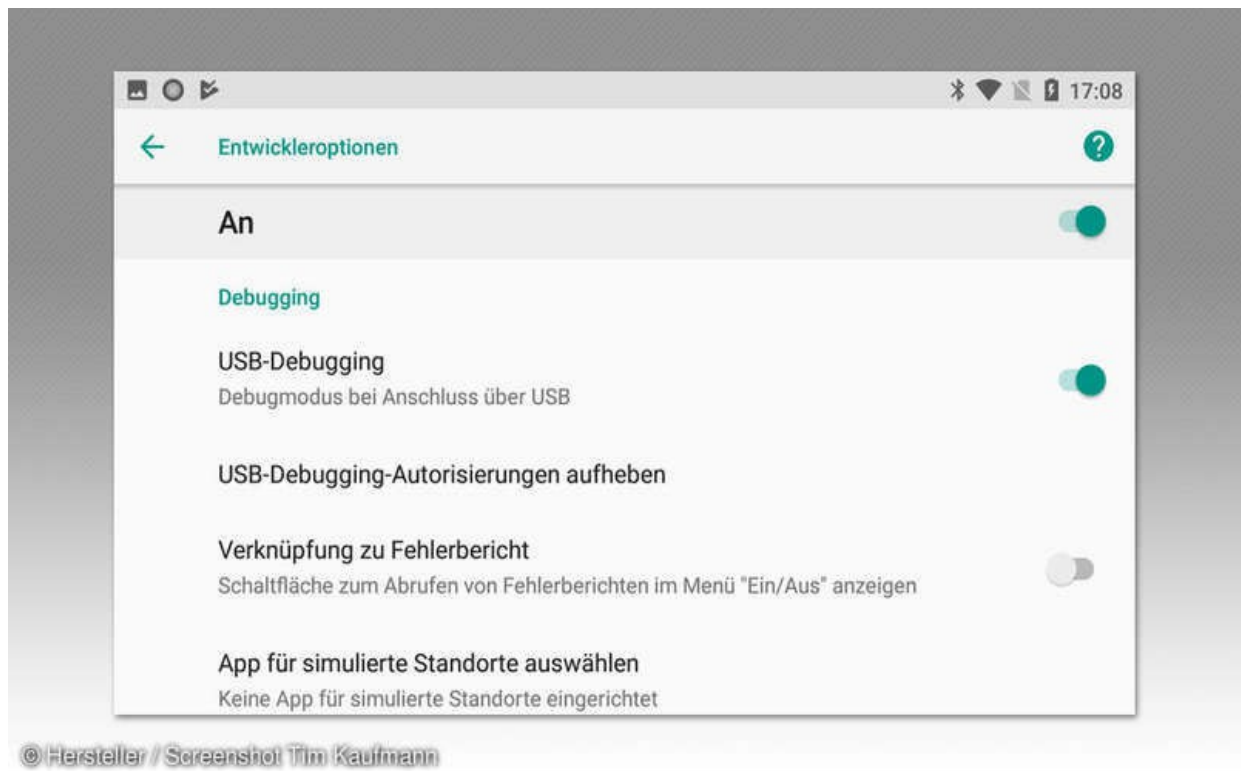 17:08
Entwickleroptionen
An
Debugging
USB-Debugging
Debugmodus bei Anschluss über USB
USB-Debugging-Autorisierungen aufheben
Verknüpfung zu Fehlerbericht
Schaltfläche zum Abrufen von Fehlerberichten im Menü "Ein/Aus" anzeigen
App für simulierte Standorte auswählen
Keine App für simulierte Standorte eingerichtet
© Hersteller / Screenshot Tim Kaufmann